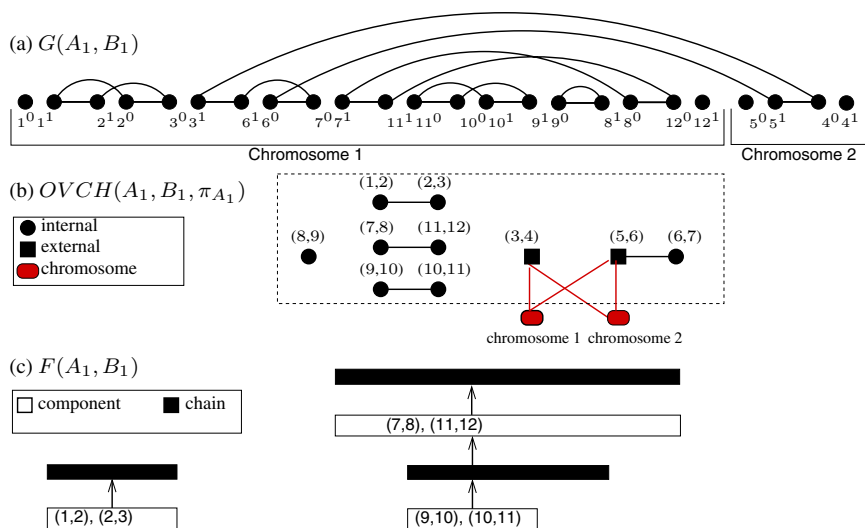 (a) G(A₁, B₁)
1⁰ 1¹ 2¹ 2⁰ 3⁰ 3¹ 6¹ 6⁰ 7⁰ 7¹ 11¹ 11⁰ 10⁰ 10¹ 9¹ 9⁰ 8¹ 8⁰ 12⁰ 12¹ 5⁰ 5¹ 4⁰ 4¹
Chromosome 1 Chromosome 2
(b) OVCH(A₁, B₁, π_A₁)
internal
external
chromosome
(1,2) (2,3)
(8,9) (7,8) (11,12) (3,4) (5,6) (6,7)
(9,10) (10,11)
chromosome 1 chromosome 2
(c) F(A₁, B₁)
component chain
(7,8), (11,12)
(1,2), (2,3) (9,10), (10,11)